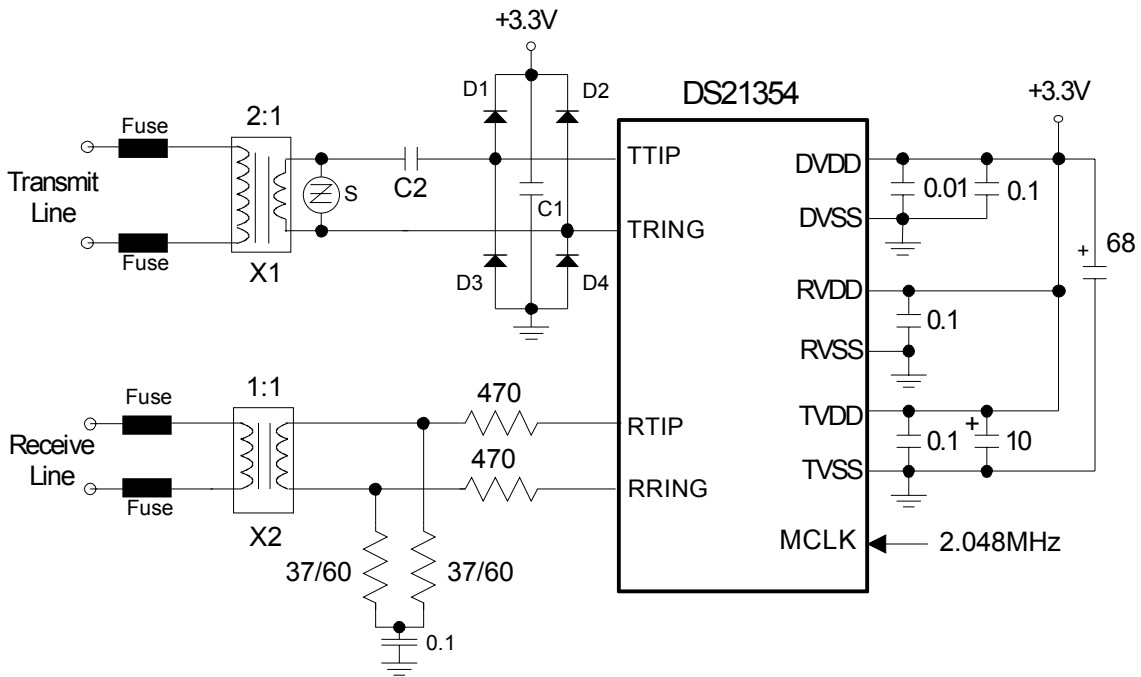 +3.3V
D1
D2
DS21354
+3.3V
Fuse
2:1
TTIP
DVDD
Transmit
Line
S
C2
C1
0.01
0.1
TRING
DVSS
Fuse
X1
D3
D4
+
68
RVDD
0.1
RVSS
Fuse
1:1
470
RTIP
TVDD
Receive
Line
470
0.1
+
10
RRING
TVSS
Fuse
X2
MCLK
2.048MHz
37/60
37/60
0.1